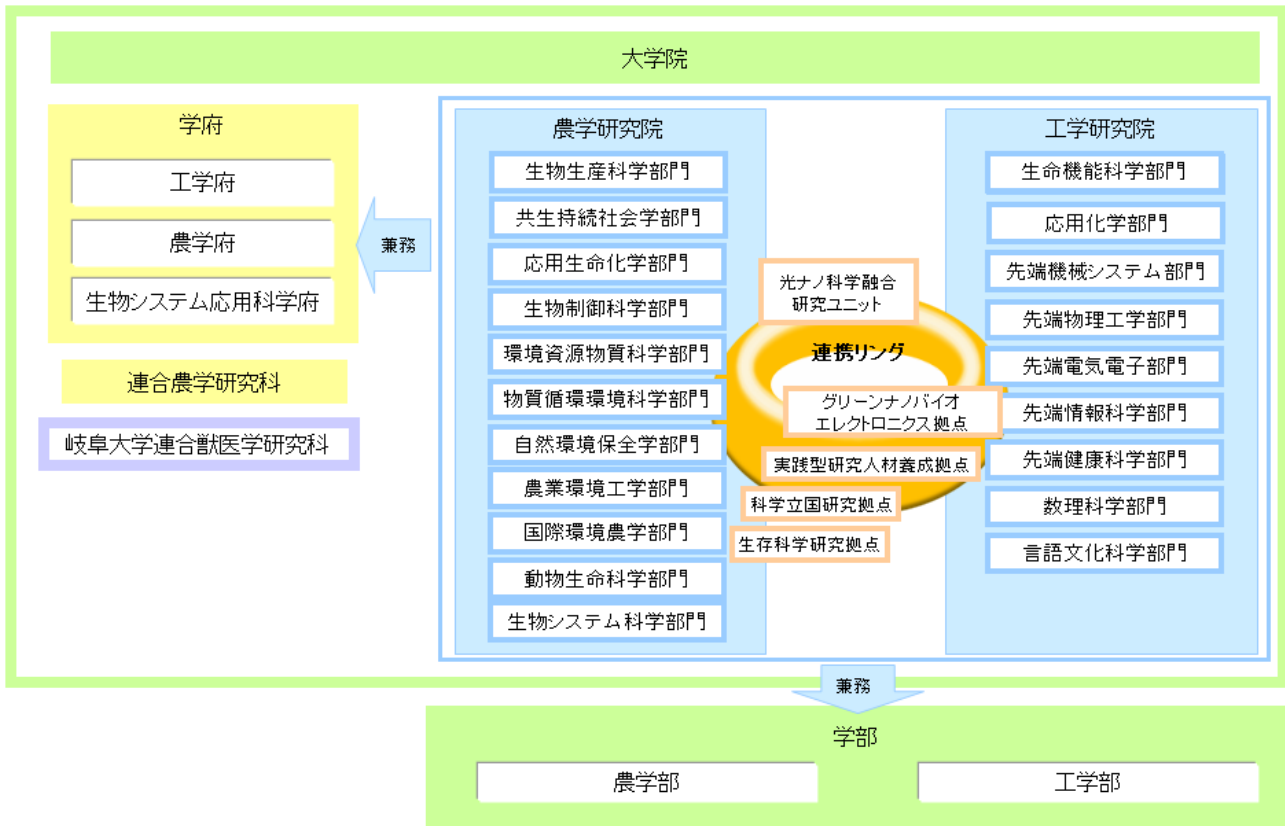 大学院
学府
工学府
農学府
生物システム応用科学府
連合農学研究科
岐阜大学連合獣医学研究科
兼務
農学研究院
生物生産科学部門
共生持続社会学部門
応用生命化学部門
生物制御科学部門
環境資源物質科学部門
物質循環環境科学部門
自然環境保全学部門
農業環境工学部門
国際環境農学部門
動物生命科学部門
生物システム科学部門
光ナノ科学融合
研究ユニット
連携リング
グリーンナノバイオ
エレクトロニクス拠点
実践型研究人材養成拠点
科学立国研究拠点
生存科学研究拠点
工学研究院
生命機能科学部門
応用化学部門
先端機械システム部門
先端物理工学部門
先端電気電子部門
先端情報科学部門
先端健康科学部門
数理科学部門
言語文化科学部門
兼務
学部
農学部
工学部